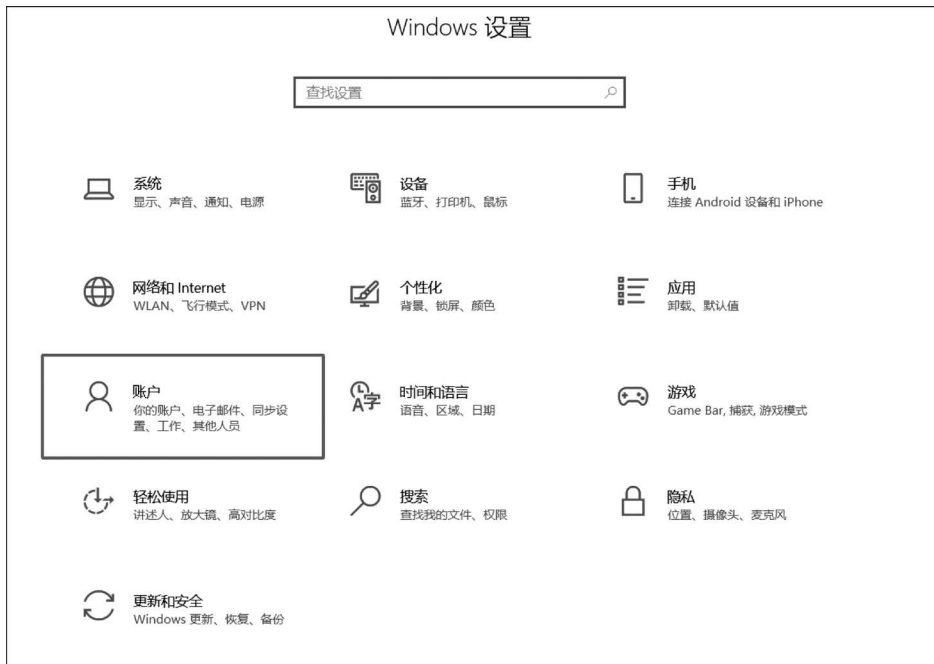 Windows 设置
查找设置
系统
显示、声音、通知、电源
设备
蓝牙、打印机、鼠标
手机
连接 Android 设备和 iPhone
网络和 Internet
WLAN、飞行模式、VPN
个性化
背景、锁屏、颜色
应用
卸载、默认值
账户
你的账户、电子邮件、同步设
置、工作、其他人员
时间和语言
语音、区域、日期
游戏
Game Bar, 捕获, 游戏模式
轻松使用
讲述人、放大镜、高对比度
搜索
查找我的文件、权限
隐私
位置、摄像头、麦克风
更新和安全
Windows 更新、恢复、备份